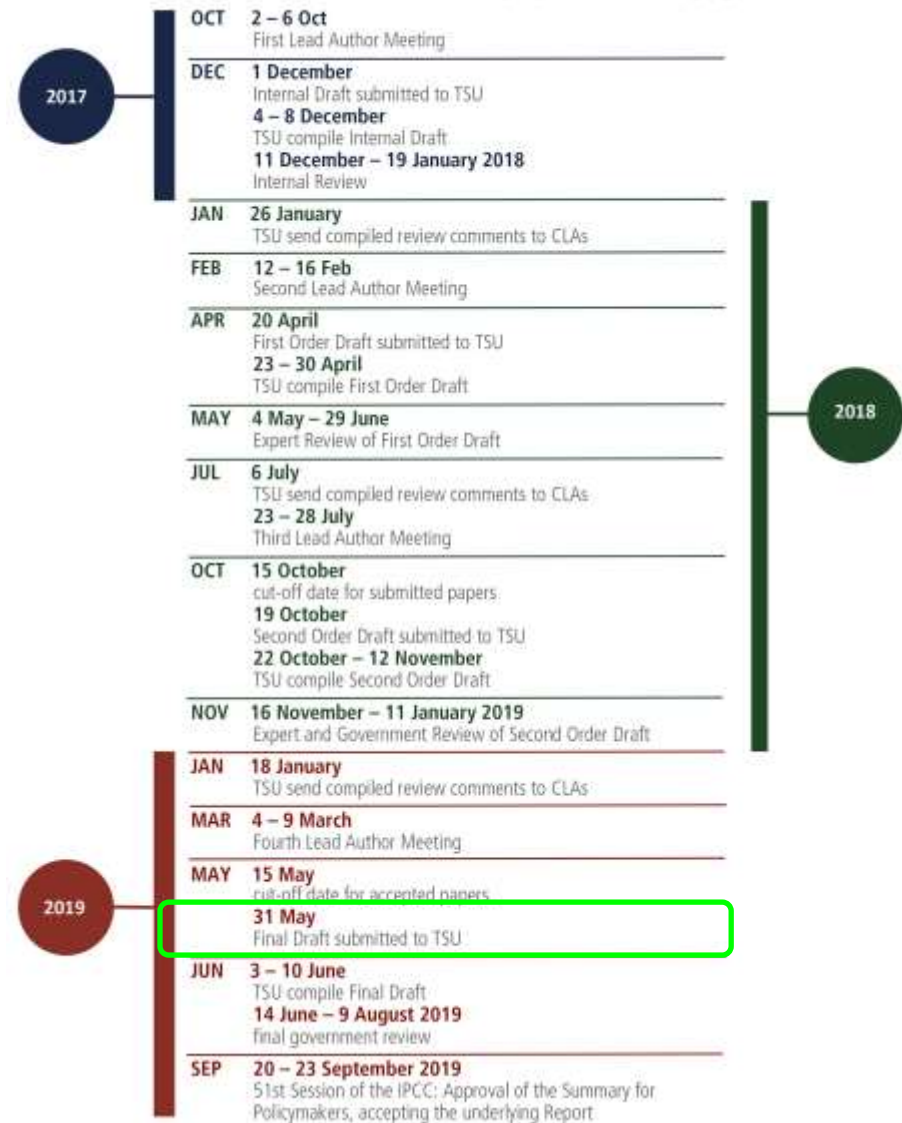 2017
OCT 2 – 6 Oct
First Lead Author Meeting
DEC 1 December
Internal Draft submitted to TSU
4 – 8 December
TSU compile Internal Draft
11 December – 19 January 2018
Internal Review
2018
JAN 26 January
TSU send compiled review comments to CLAs
FEB 12 – 16 Feb
Second Lead Author Meeting
APR 20 April
First Order Draft submitted to TSU
23 – 30 April
TSU compile First Order Draft
MAY 4 May – 29 June
Expert Review of First Order Draft
JUL 6 July
TSU send compiled review comments to CLAs
23 – 28 July
Third Lead Author Meeting
OCT 15 October
cut-off date for submitted papers
19 October
Second Order Draft submitted to TSU
22 October – 12 November
TSU compile Second Order Draft
NOV 16 November – 11 January 2019
Expert and Government Review of Second Order Draft
2019
JAN 18 January
TSU send compiled review comments to CLAs
MAR 4 – 9 March
Fourth Lead Author Meeting
MAY 15 May
cut-off date for accepted papers
31 May
Final Draft submitted to TSU
JUN 3 – 10 June
TSU compile Final Draft
14 June – 9 August 2019
final government review
SEP 20 – 23 September 2019
51st Session of the IPCC: Approval of the Summary for
Policymakers, accepting the underlying Report